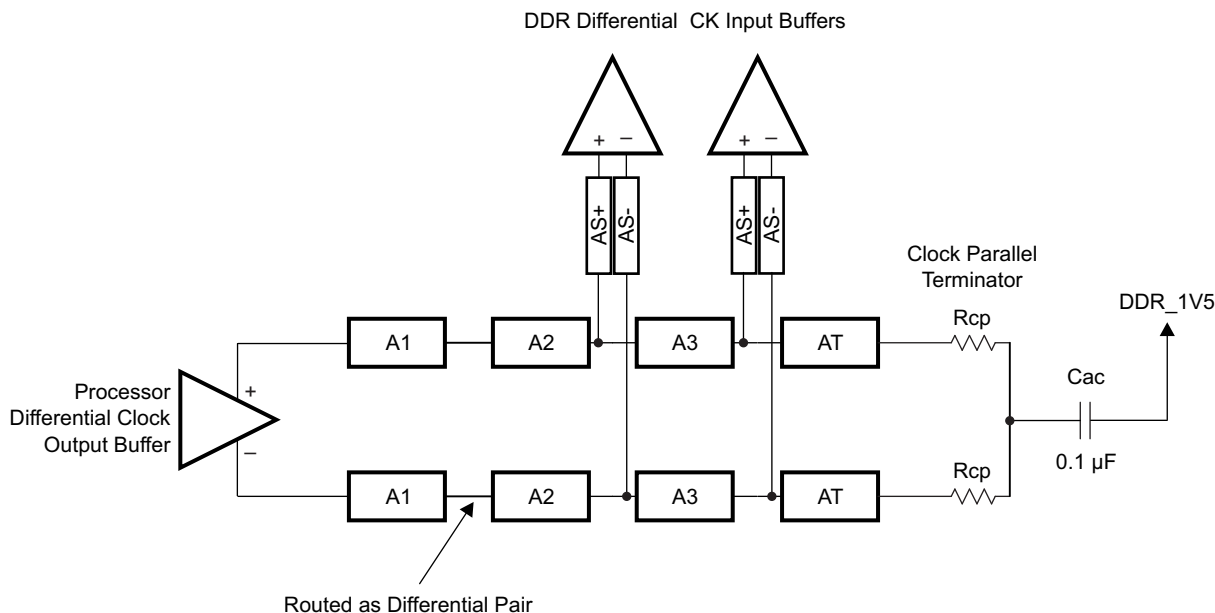 DDR Differential CK Input Buffers
+ − + −
AS+ AS- AS+ AS-
Clock Parallel
Terminator
DDR_1V5
Rcp
A1 A2 A3 AT
Cac
+
Processor
Differential Clock
Output Buffer
−
0.1 µF
Rcp
A1 A2 A3 AT
Routed as Differential Pair